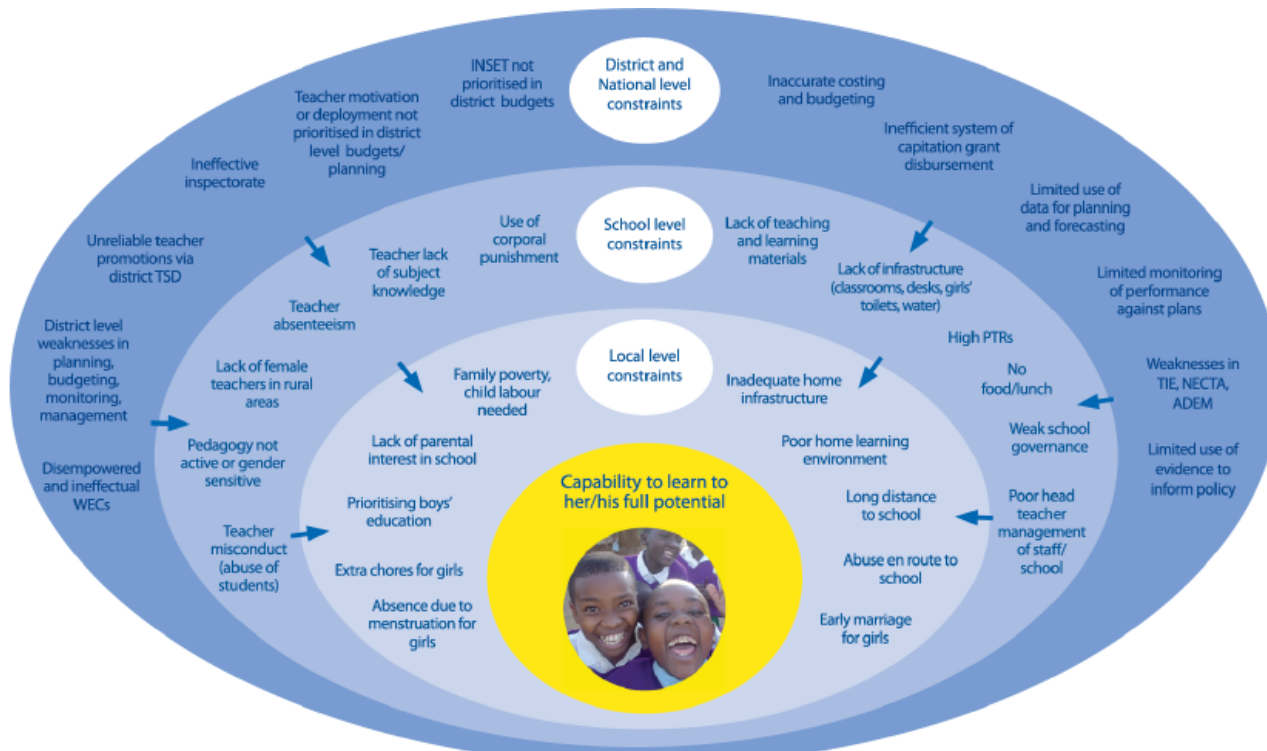 District and
National level
constraints
INSET not
prioritised in
district budgets
Teacher motivation
or deployment not
prioritised in district
level budgets/
planning
Ineffective
inspectorate
Unreliable teacher
promotions via
district TSD
District level
weaknesses in
planning,
budgeting,
monitoring,
management
Disempowered
and ineffectual
WECs
Inaccurate costing
and budgeting
Inefficient system of
capitation grant
disbursement
Limited use of
data for planning
and forecasting
Limited monitoring
of performance
against plans
Weaknesses in
TIE, NECTA,
ADEM
Limited use of
evidence to
inform policy
School level
constraints
Use of
corporal
punishment
Teacher lack
of subject
knowledge
Teacher
absenteeism
Lack of female
teachers in rural
areas
Pedagogy not
active or gender
sensitive
Teacher
misconduct
(abuse of
students)
Lack of teaching
and learning
materials
Lack of infrastructure
(classrooms, desks, girls'
toilets, water)
High PTRs
No
food/lunch
Weak school
governance
Poor head
teacher
management
of staff/
school
Local level
constraints
Family poverty,
child labour
needed
Lack of parental
interest in school
Prioritising boys'
education
Extra chores for girls
Absence due to
menstruation for
girls
Inadequate home
infrastructure
Poor home learning
environment
Long distance
to school
Abuse en route to
school
Early marriage
for girls
Capability to learn to
her/his full potential